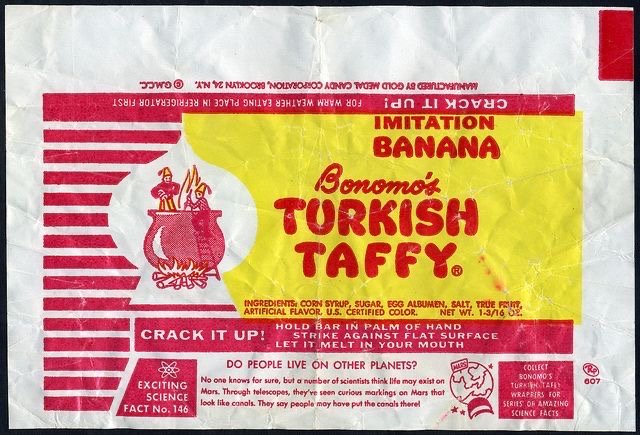 MANUFACTURED BY GOLD MEDAL CANDY CORPORATION, BROOKLYN 24, N.Y. © G.W.C.C.
CRACK IT UP! FOR WARM WEATHER EATING PLACE IN REFRIGERATOR FIRST
IMITATION
BANANA
Bonomo's
TURKISH
TAFFY®
INGREDIENTS: CORN SYRUP, SUGAR, EGG ALBUMEN, SALT, TRUE FRUIT,
ARTIFICIAL FLAVOR, U.S. CERTIFIED COLOR. NET WT. 1-3/16 OZ.
CRACK IT UP!
HOLD BAR IN PALM OF HAND
STRIKE AGAINST FLAT SURFACE
LET IT MELT IN YOUR MOUTH
EXCITING
SCIENCE
FACT No. 146
DO PEOPLE LIVE ON OTHER PLANETS?
No one knows for sure, but a number of scientists think life may exist on
Mars. Through telescopes, they've seen curious markings on Mars that
look like canals. They say people may have put the canals there!
MARS
COLLECT
BONOMO'S
TURKISH TAFFY
WRAPPERS FOR
SERIES OF AMAZING
SCIENCE FACTS
607